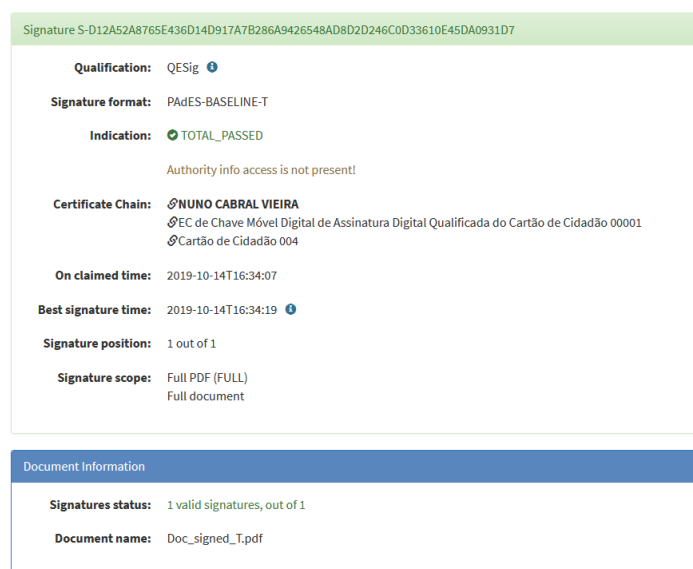 Signature S-D12A52A8765E436D14D917A7B286A9426548AD8D2D246C0D33610E45DA0931D7
Qualification: QESig
Signature format: PAdES-BASELINE-T
Indication: TOTAL_PASSED
Authority info access is not present!
Certificate Chain: NUNO CABRAL VIEIRA
EC de Chave Móvel Digital de Assinatura Digital Qualificada do Cartão de Cidadão 00001
Cartão de Cidadão 004
On claimed time: 2019-10-14T16:34:07
Best signature time: 2019-10-14T16:34:19
Signature position: 1 out of 1
Signature scope: Full PDF (FULL)
Full document
Document Information
Signatures status: 1 valid signatures, out of 1
Document name: Doc_signed_T.pdf